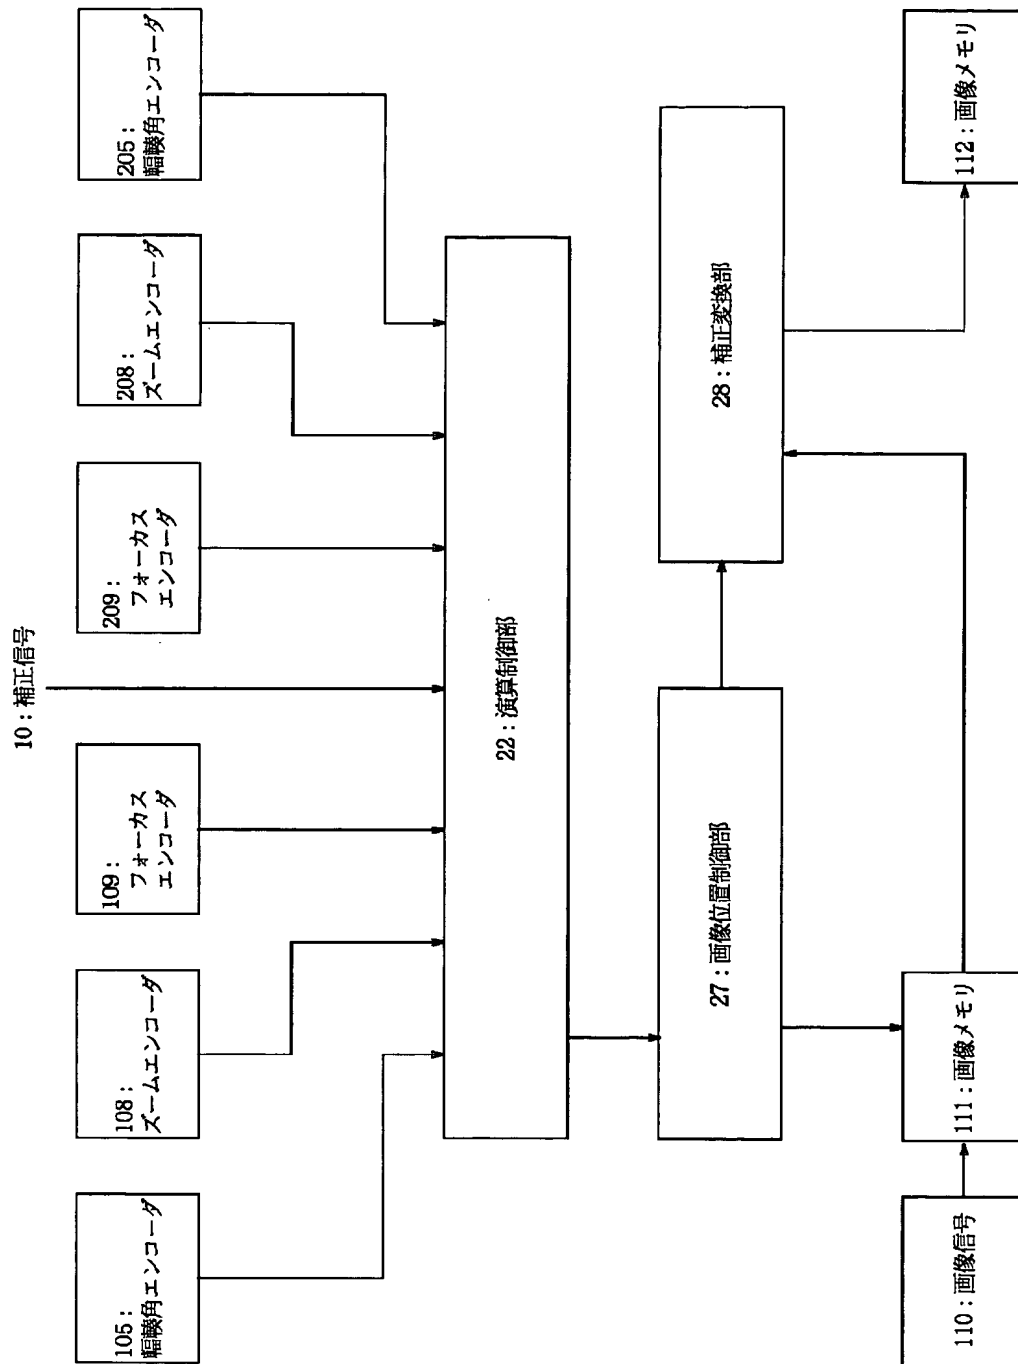 10：補正信号
105：
輻輳角エンコーダ
108：
ズームエンコーダ
109：
フォーカス
エンコーダ
209：
フォーカス
エンコーダ
208：
ズームエンコーダ
205：
輻輳角エンコーダ
22：演算制御部
27：画像位置制御部
28：補正変換部
110：画像信号
111：画像メモリ
112：画像メモリ